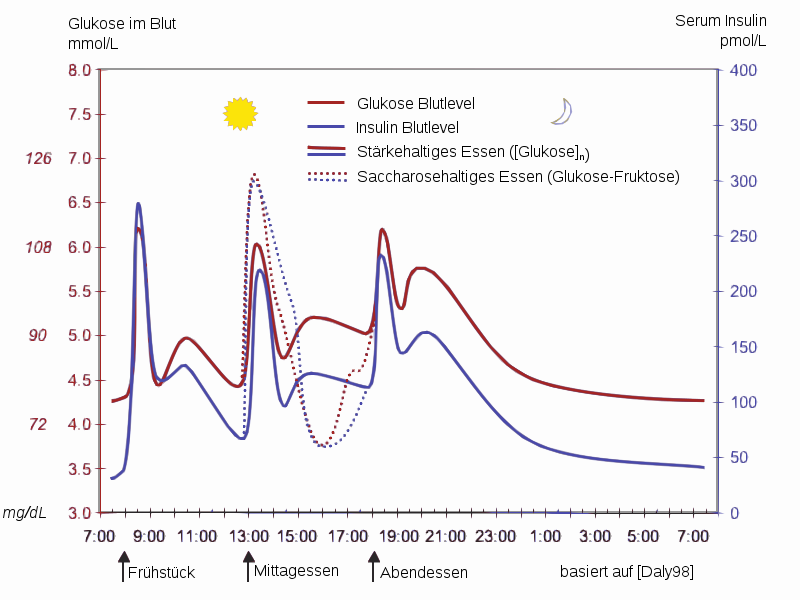 Glukose im Blut
mmol/L
Serum Insulin
pmol/L
8.0
7.5
126 7.0
6.5
108 6.0
5.5
90 5.0
4.5
72 4.0
3.5
mg/dL 3.0
400
350
300
250
200
150
100
50
0
Glukose Blutlevel
Insulin Blutlevel
Stärkehaltiges Essen ([Glukose]n)
Saccharosehaltiges Essen (Glukose-Fruktose)
7:00 9:00 11:00 13:00 15:00 17:00 19:00 21:00 23:00 1:00 3:00 5:00 7:00
Frühstück
Mittagessen
Abendessen
basiert auf [Daly98]